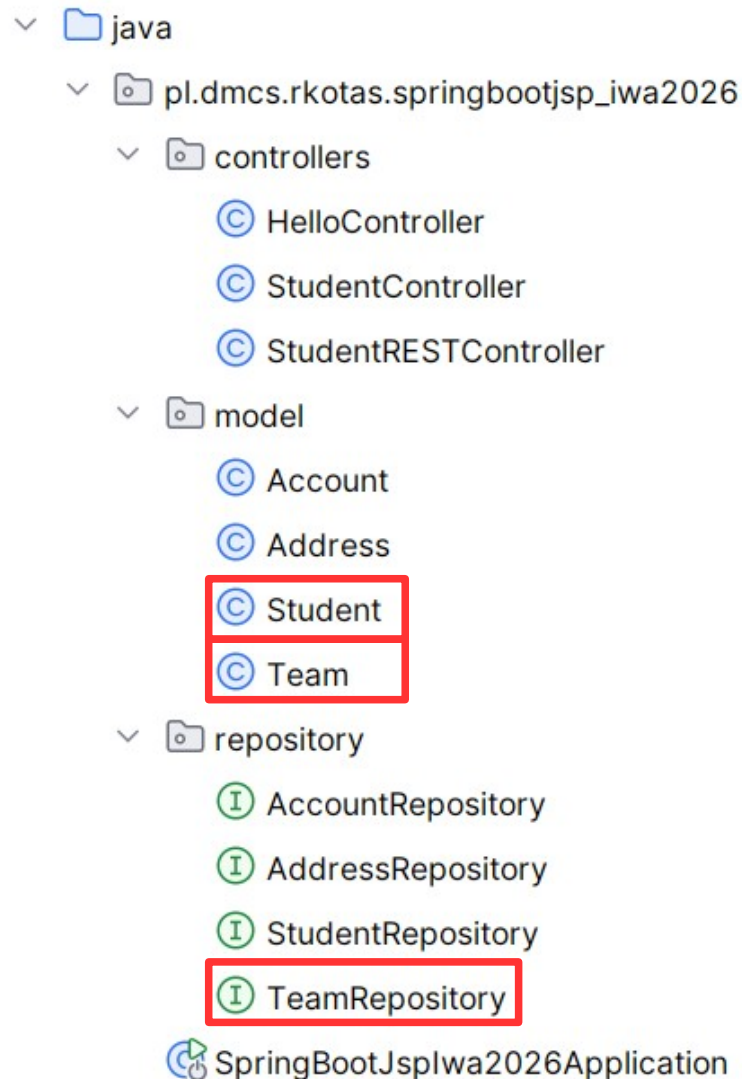 java
pl.dmcs.rkotas.springbootjsp_iwa2026
controllers
C HelloController
C StudentController
C StudentRESTController
model
C Account
C Address
C Student
C Team
repository
I AccountRepository
I AddressRepository
I StudentRepository
I TeamRepository
C SpringBootJspIwa2026Application